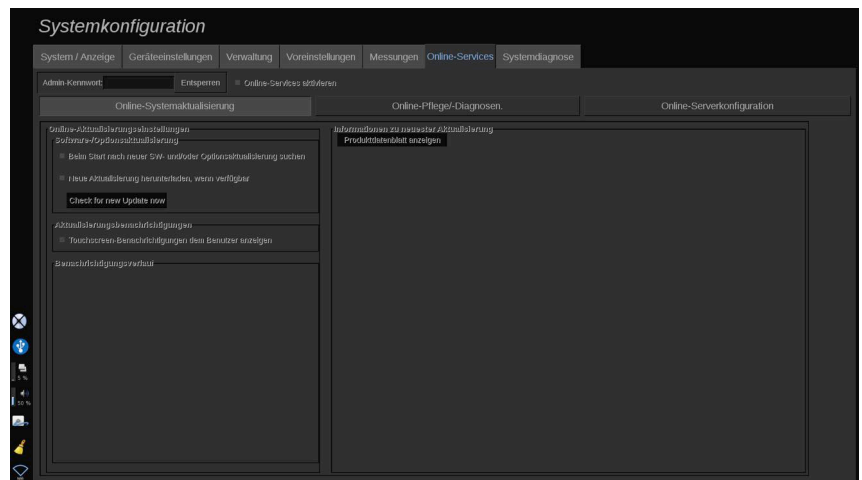 Systemkonfiguration
System / Anzeige Geräteeinstellungen Verwaltung Voreinstellungen Messungen Online-Services Systemdiagnose
Admin-Kennwort: Entsperren Online-Services aktivieren
Online-Systemaktualisierung Online-Pflege/-Diagnosen. Online-Serverkonfiguration
Online-Aktualisierungseinstellungen Informationen zu neuester Aktualisierung
Software-/Optionsaktualisierung Produktdatenblatt anzeigen
Beim Start nach neuer SW- und/oder Optionsaktualisierung suchen
Neue Aktualisierung herunterladen, wenn verfügbar
Check for new Update now
Aktualisierungsbenachrichtigungen
Touchscreen-Benachrichtigungen dem Benutzer anzeigen
Benachrichtigungsverlauf
5 %
50 %